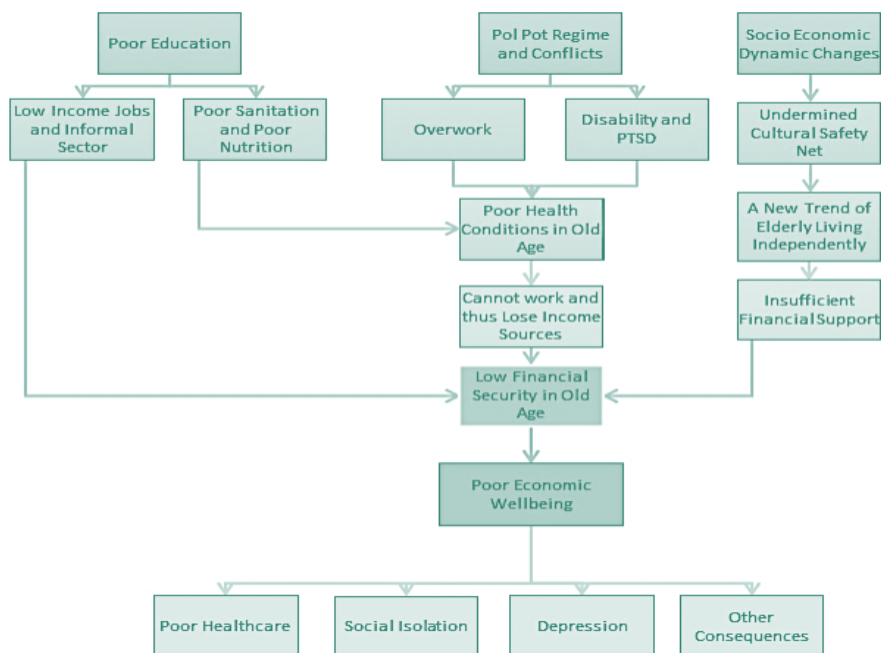 Poor Education
Pol Pot Regime
and Conflicts
Socio Economic
Dynamic Changes
Low Income Jobs
and Informal
Sector
Poor Sanitation
and Poor
Nutrition
Overwork
Disability and
PTSD
Undermined
Cultural Safety
Net
Poor Health
Conditions in Old
Age
A New Trend of
Elderly Living
Independently
Cannot work and
thus Lose Income
Sources
Insufficient
Financial Support
Low Financial
Security in Old
Age
Poor Economic
Wellbeing
Poor Healthcare
Social Isolation
Depression
Other
Consequences